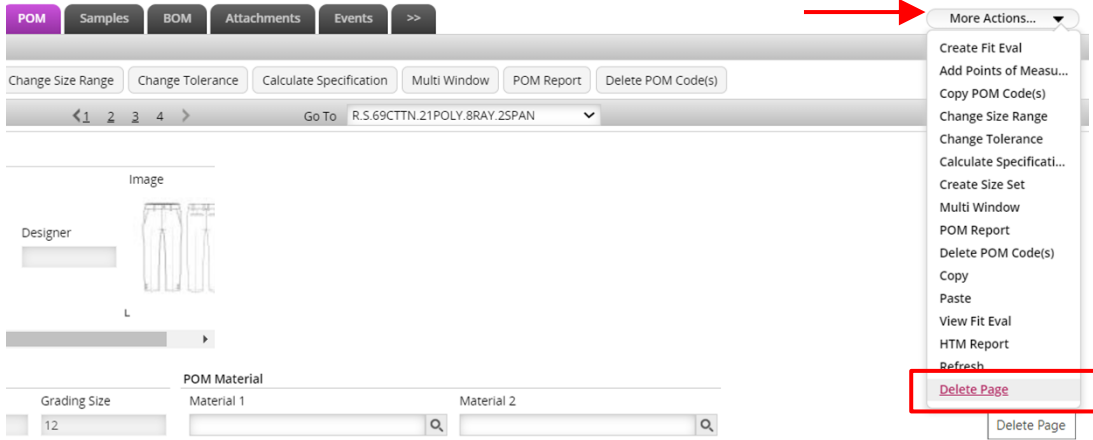 POM Samples BOM Attachments Events >> More Actions...
Change Size Range Change Tolerance Calculate Specification Multi Window POM Report Delete POM Code(s)
1 2 3 4 Go To R.S.69CTTN.21POLY.8RAY.2SPAN
Image
Designer
L
POM Material
Grading Size Material 1 Material 2
12
Create Fit Eval
Add Points of Measu...
Copy POM Code(s)
Change Size Range
Change Tolerance
Calculate Specificati...
Create Size Set
Multi Window
POM Report
Delete POM Code(s)
Copy
Paste
View Fit Eval
HTM Report
Refresh
Delete Page
Delete Page